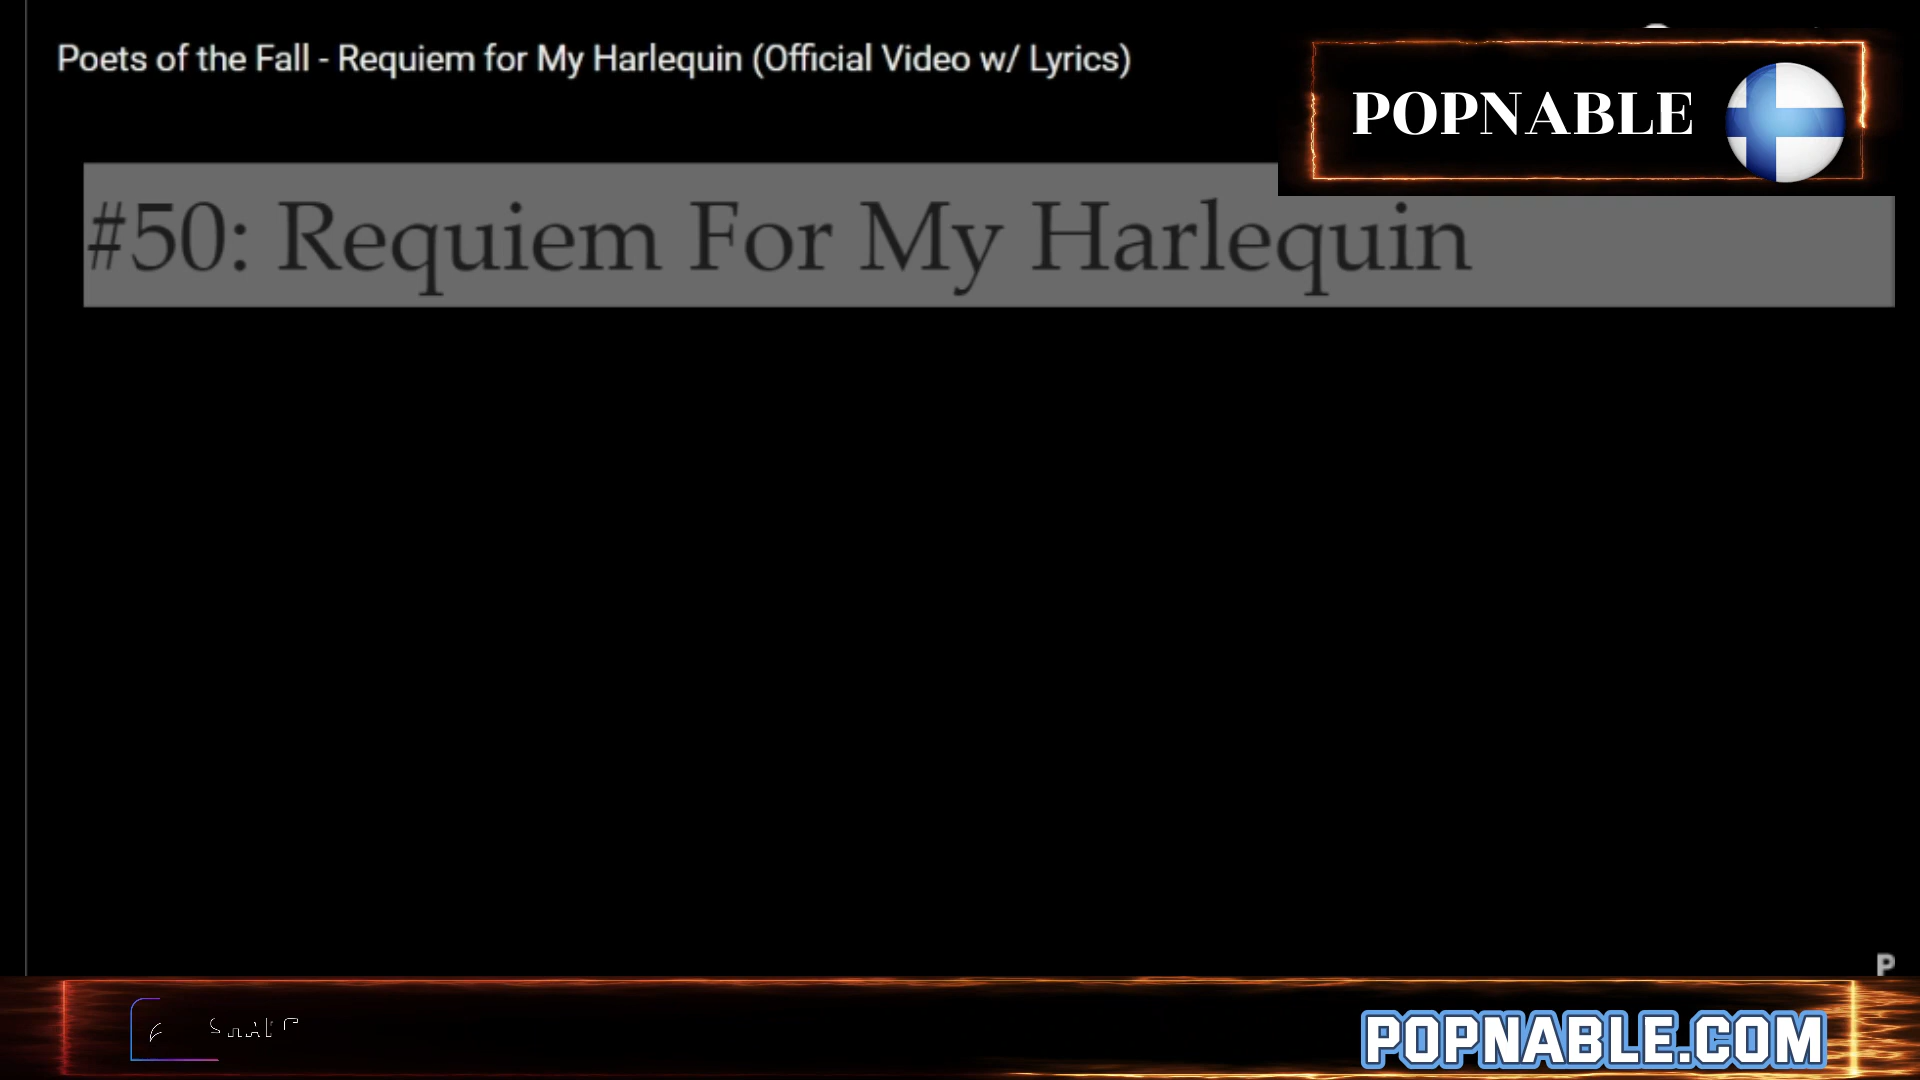 Poets of the Fall - Requiem for My Harlequin (Official Video w/ Lyrics)
POPNABLE
#50: Requiem For My Harlequin
P
POPNABLE.COM